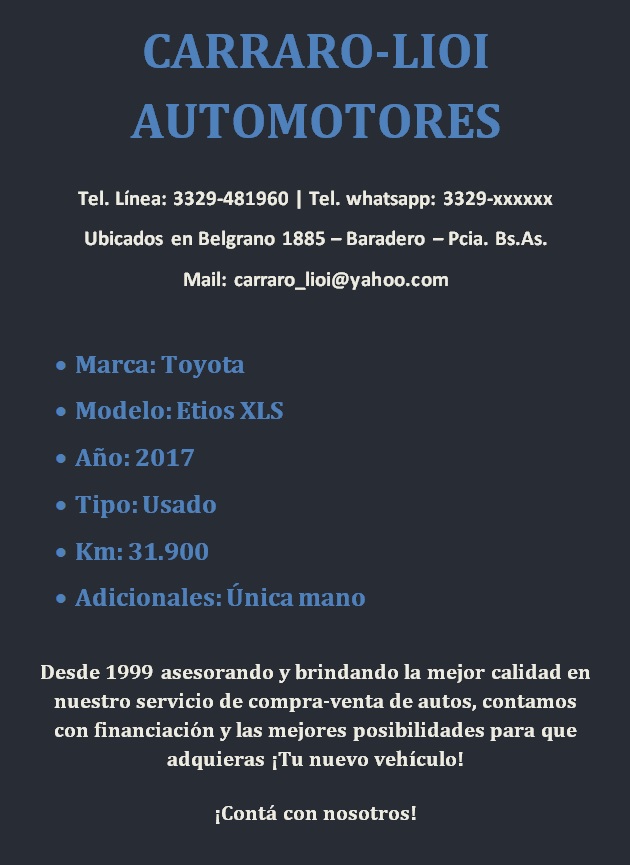 CARRARO-LIOI
AUTOMOTORES
Tel. Línea: 3329-481960 | Tel. whatsapp: 3329-xxxxxx
Ubicados en Belgrano 1885 – Baradero – Pcia. Bs.As.
Mail: carraro_lioi@yahoo.com
• Marca: Toyota
• Modelo: Etios XLS
• Año: 2017
• Tipo: Usado
• Km: 31.900
• Adicionales: Única mano
Desde 1999 asesorando y brindando la mejor calidad en
nuestro servicio de compra-venta de autos, contamos
con financiación y las mejores posibilidades para que
adquieras ¡Tu nuevo vehículo!
¡Contá con nosotros!